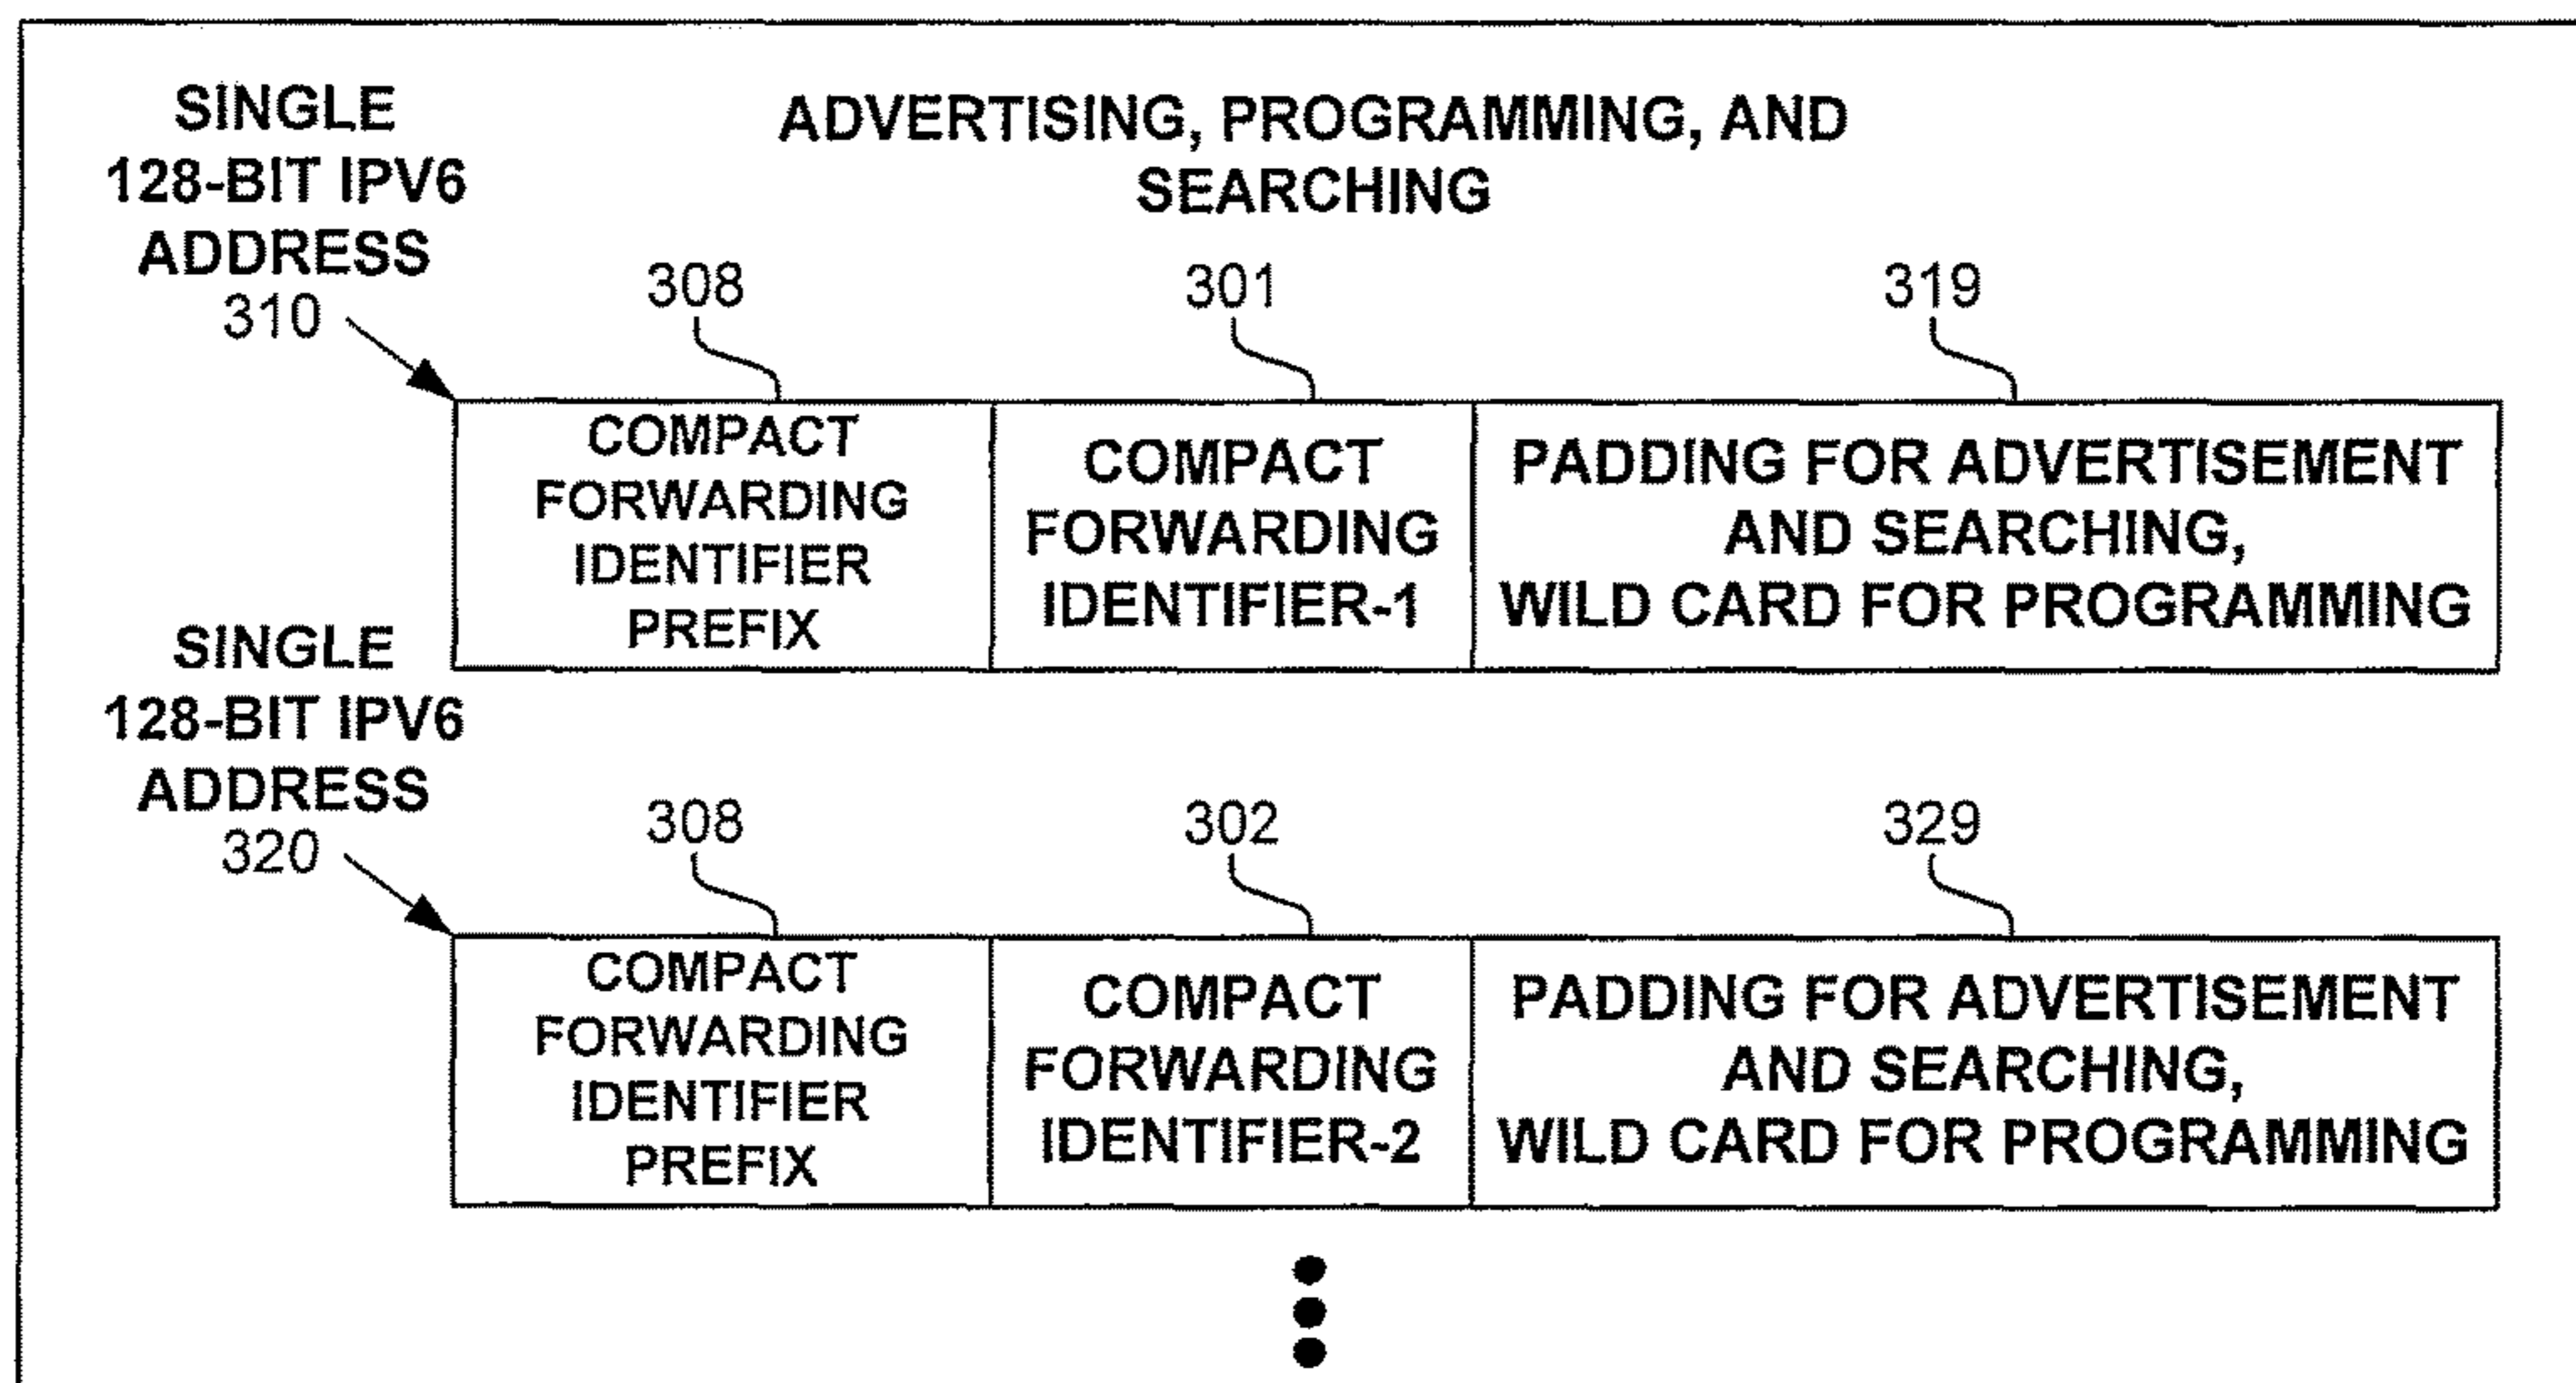 SINGLE
128-BIT IPV6
ADDRESS
310
ADVERTISING, PROGRAMMING, AND
SEARCHING
308
301
319
COMPACT
FORWARDING
IDENTIFIER
PREFIX
COMPACT
FORWARDING
IDENTIFIER-1
PADDING FOR ADVERTISEMENT
AND SEARCHING,
WILD CARD FOR PROGRAMMING
SINGLE
128-BIT IPV6
ADDRESS
320
308
302
329
COMPACT
FORWARDING
IDENTIFIER
PREFIX
COMPACT
FORWARDING
IDENTIFIER-2
PADDING FOR ADVERTISEMENT
AND SEARCHING,
WILD CARD FOR PROGRAMMING